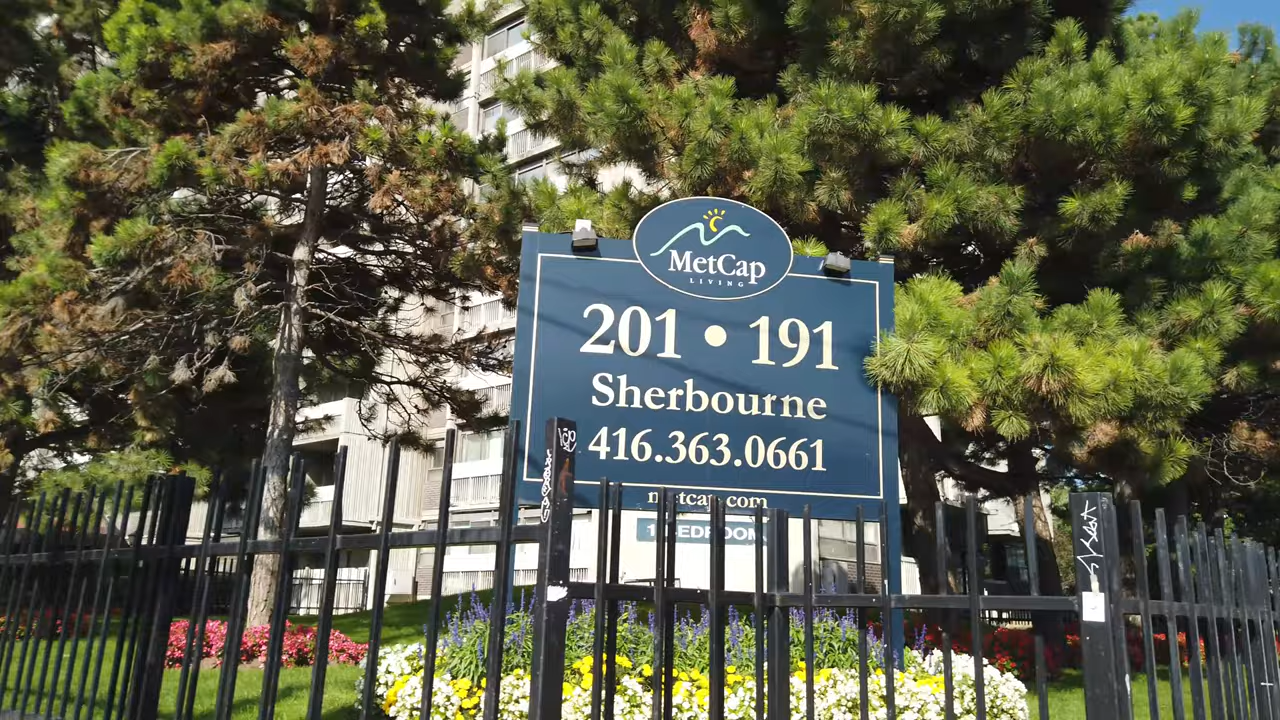 MetCap
LIVING
201 • 191
Sherbourne
416.363.0661
metcap.com
1 BEDROOM